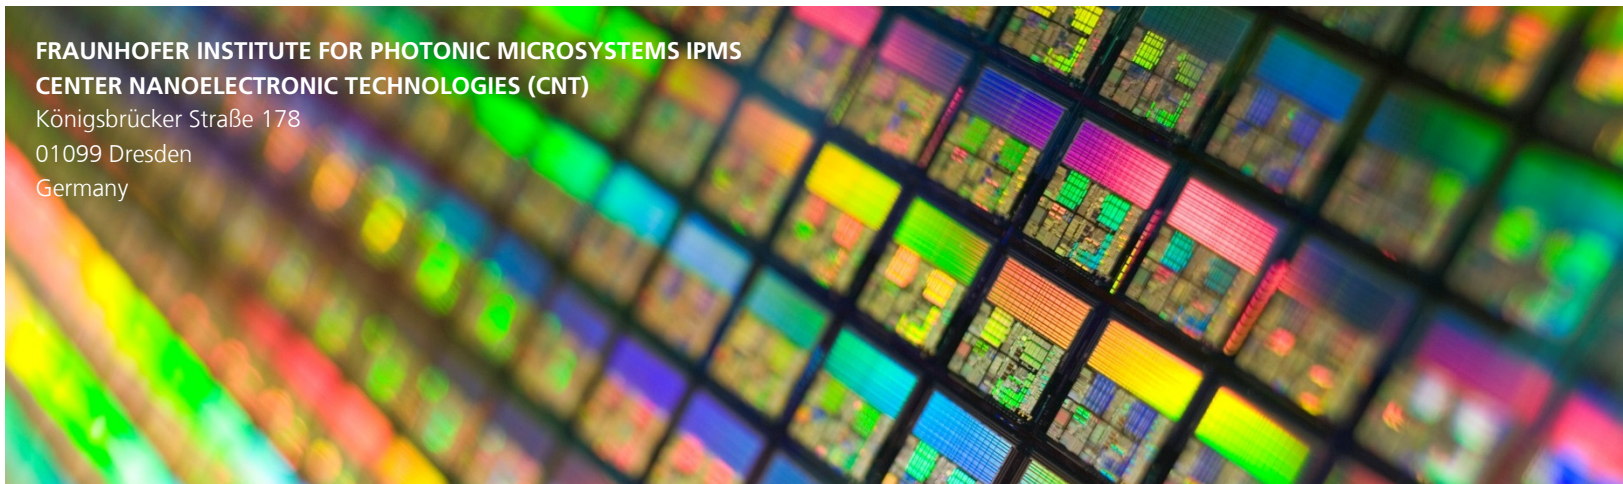 FRAUNHOFER INSTITUTE FOR PHOTONIC MICROSYSTEMS IPMS
CENTER NANOELECTRONIC TECHNOLOGIES (CNT)
Königsbrücker Straße 178
01099 Dresden
Germany